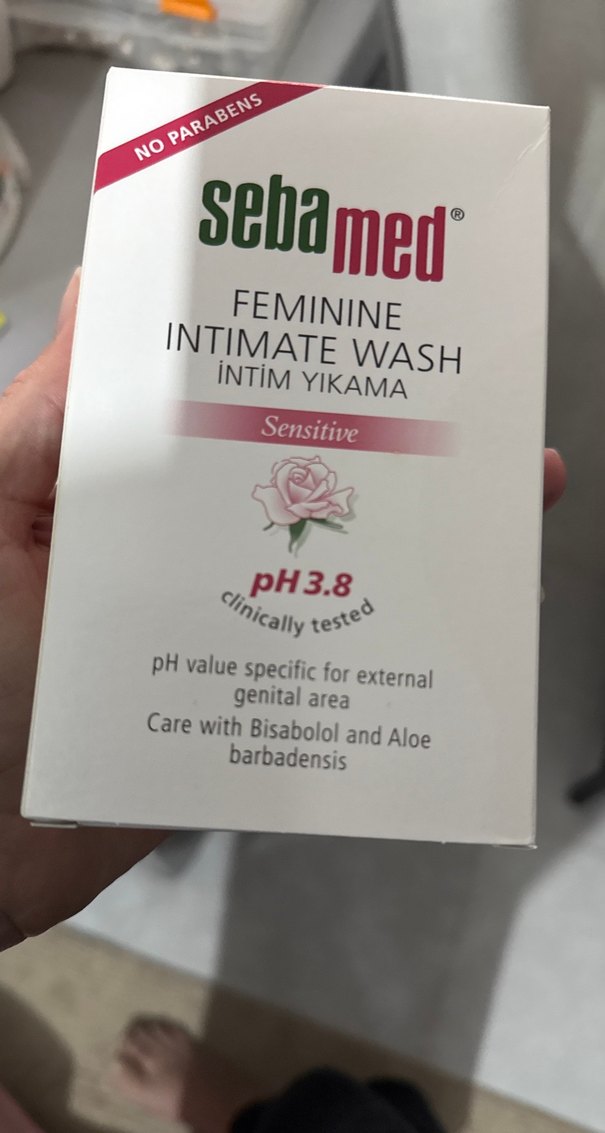 NO PARABENS
sebamed®
FEMININE
INTIMATE WASH
İNTİM YIKAMA
Sensitive
pH 3.8
clinically tested
pH value specific for external
genital area
Care with Bisabolol and Aloe
barbadensis